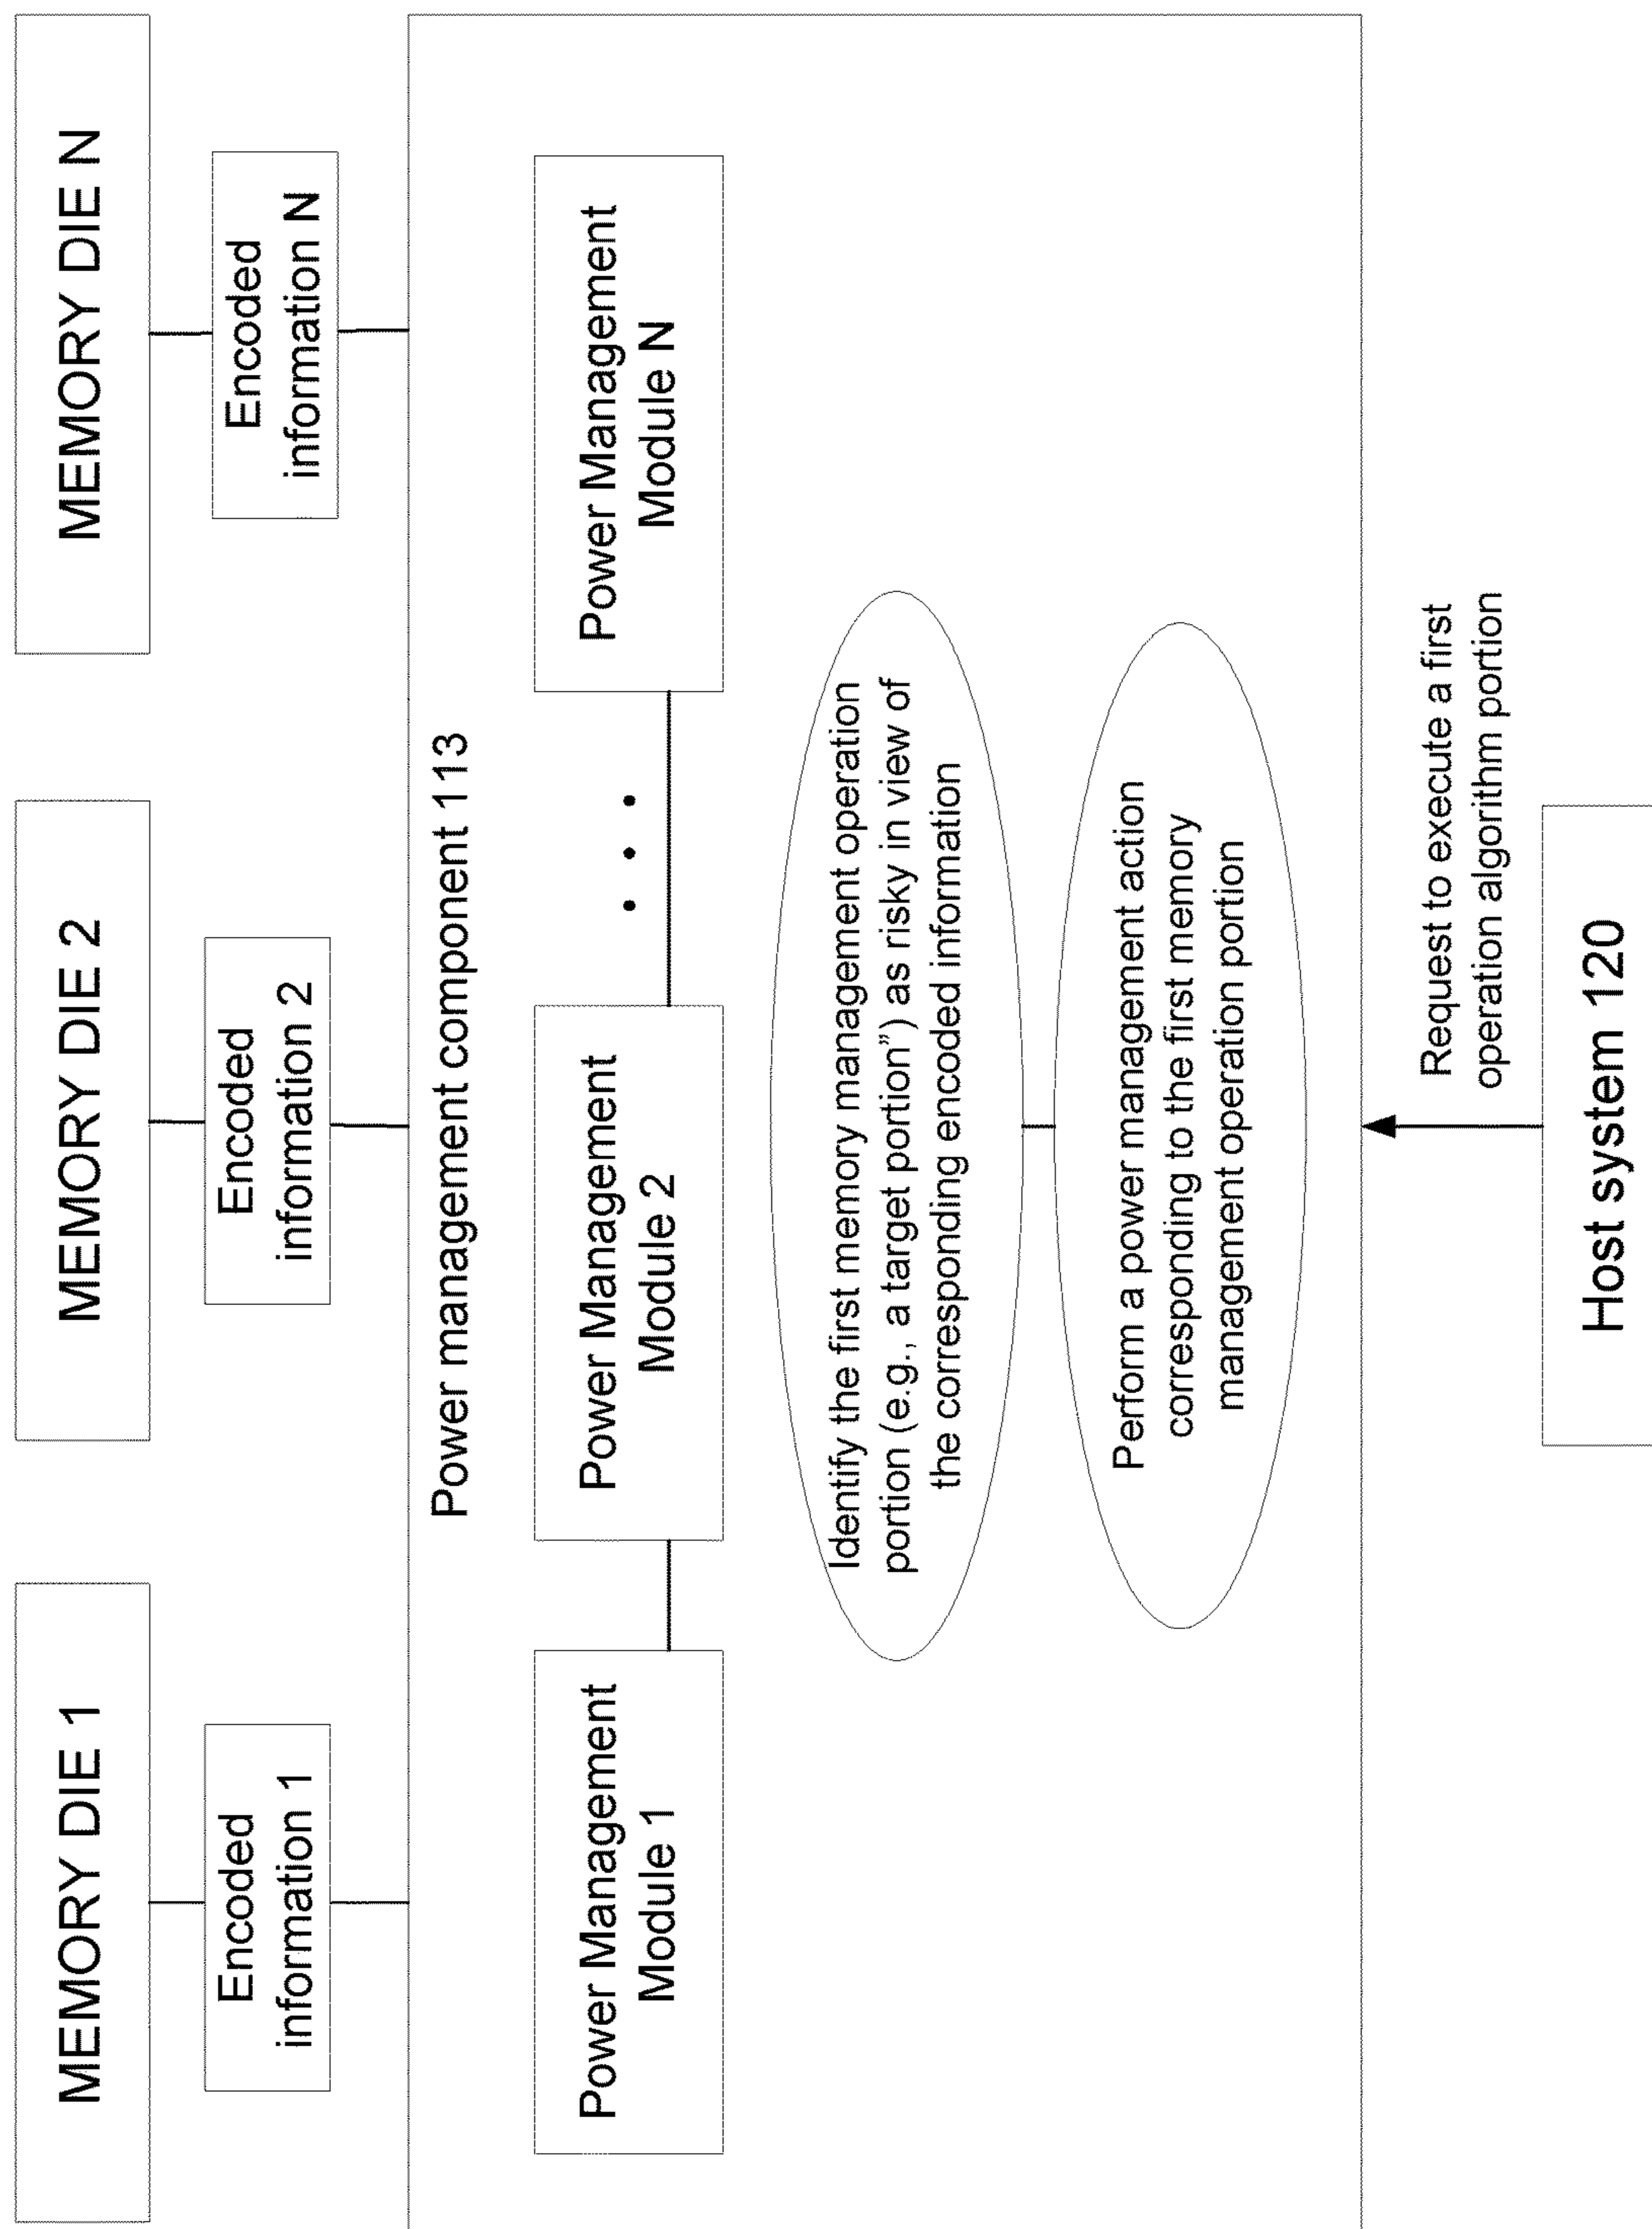 MEMORY DIE 1
MEMORY DIE 2
MEMORY DIE N
Encoded
information 1
Encoded
information 2
Encoded
information N
Power management component 113
Power Management
Module 1
Power Management
Module 2
• • •
Power Management
Module N
Identify the first memory management operation
portion (e.g., a target portion”) as risky in view of
the corresponding encoded information
Perform a power management action
corresponding to the first memory
management operation portion
Request to execute a first
operation algorithm portion
Host system 120